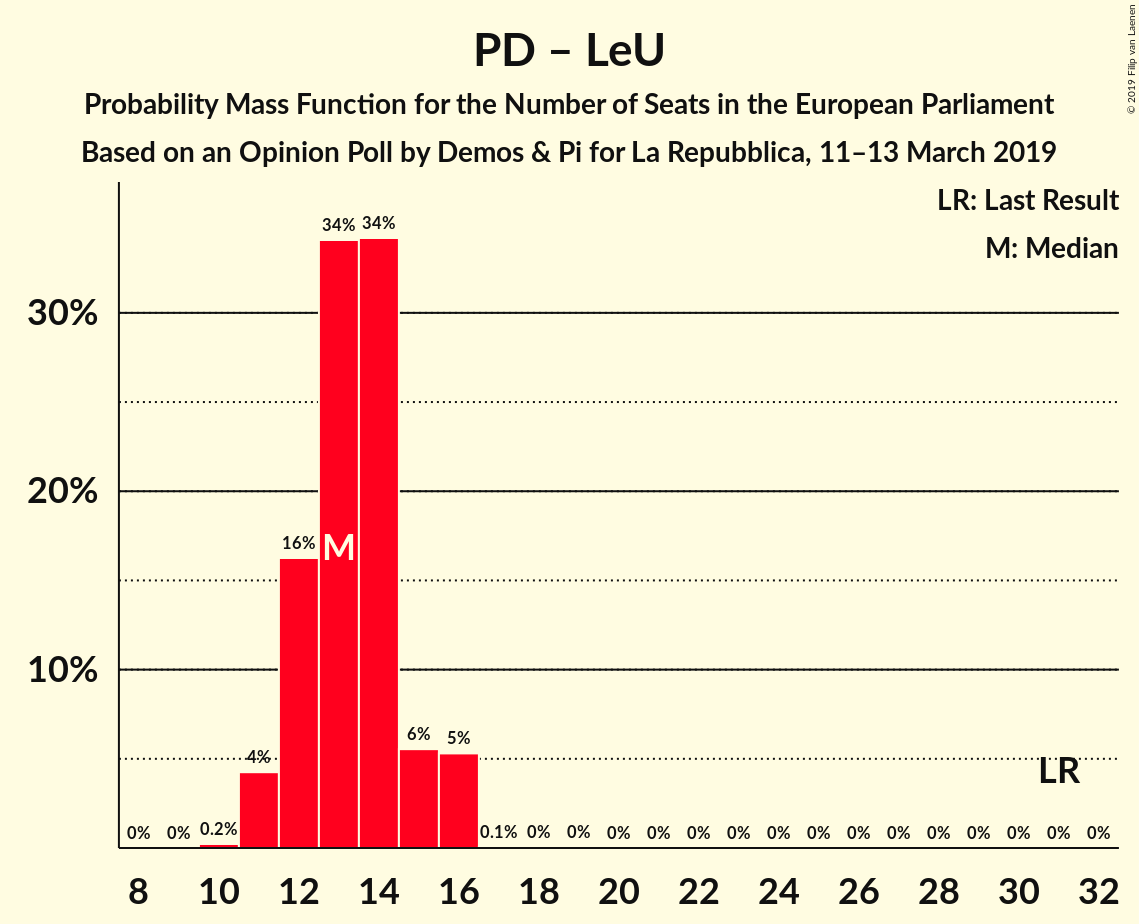 PD – LeU
Probability Mass Function for the Number of Seats in the European Parliament
Based on an Opinion Poll by Demos & Pi for La Repubblica, 11–13 March 2019
© 2019 Filip van Laenen
LR: Last Result
M: Median
34% 34%
30%
20%
16% M
10%
6% 5%
4%
LR
0% 0% 0.2% 0.1% 0% 0% 0% 0% 0% 0% 0% 0% 0% 0% 0% 0% 0% 0%
8 10 12 14 16 18 20 22 24 26 28 30 32